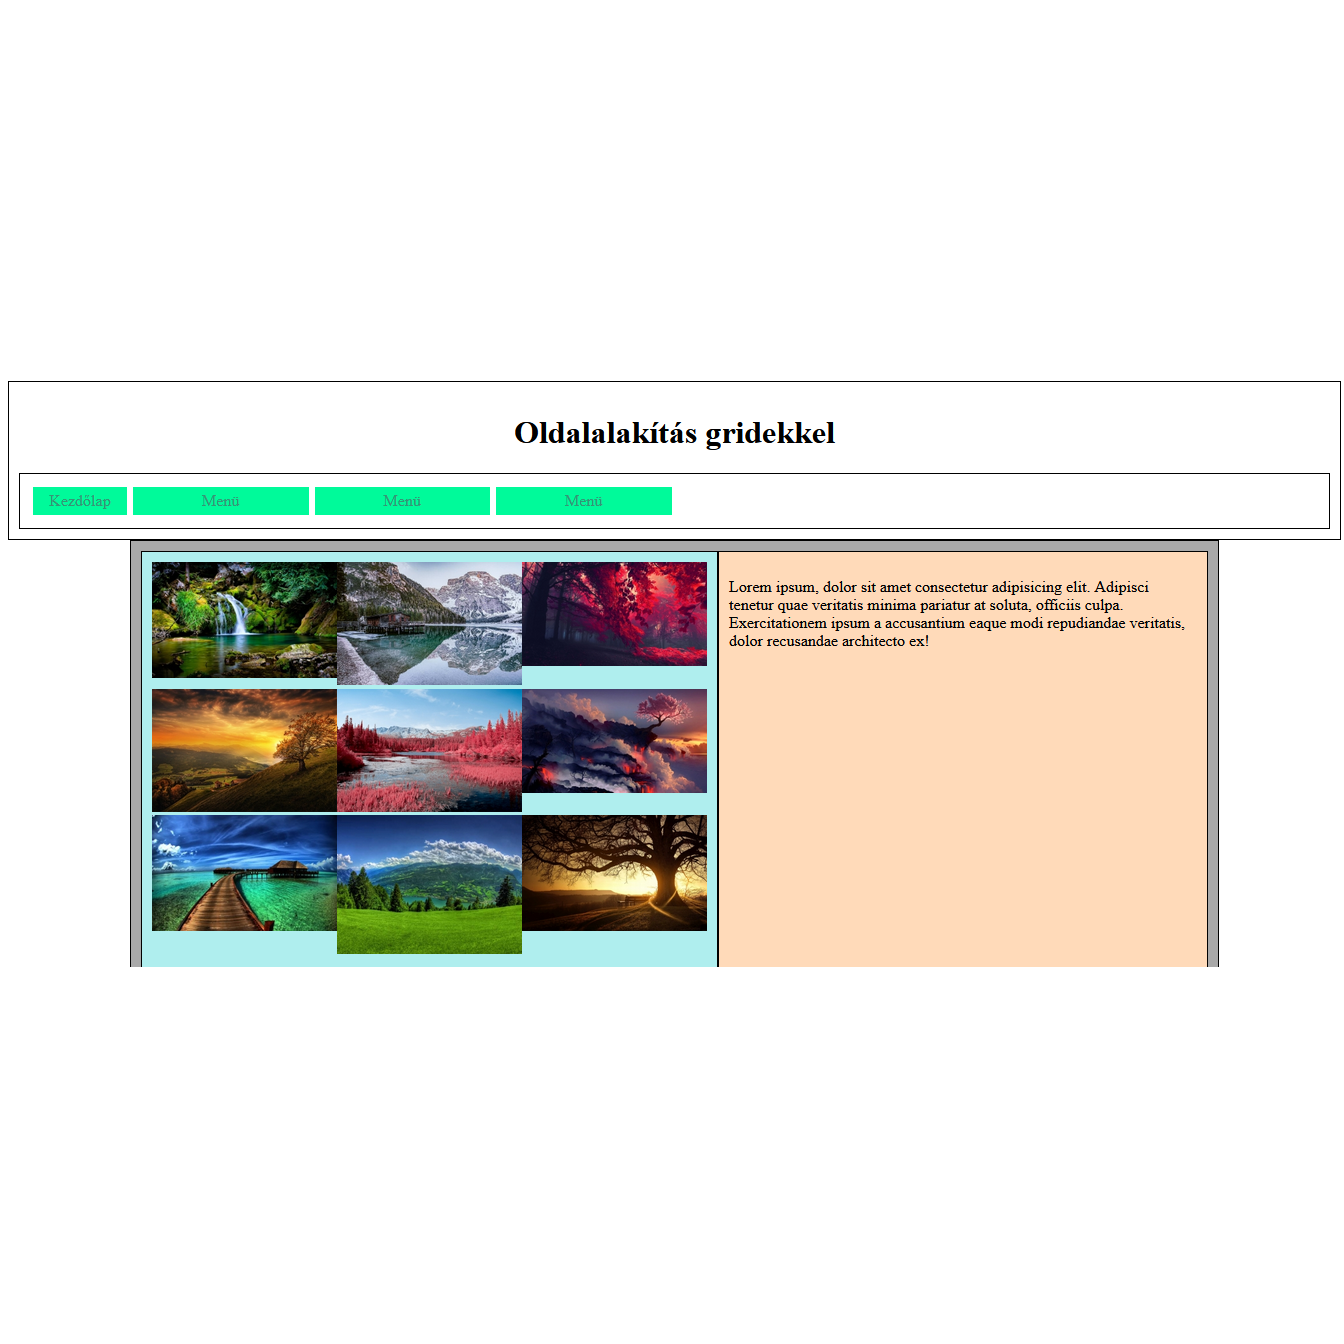 Oldalalakítás gridekkel
Kezdőlap Menü Menü Menü
Lorem ipsum, dolor sit amet consectetur adipisicing elit. Adipisci
tenetur quae veritatis minima pariatur at soluta, officiis culpa.
Exercitationem ipsum a accusantium eaque modi repudiandae veritatis,
dolor recusandae architecto ex!